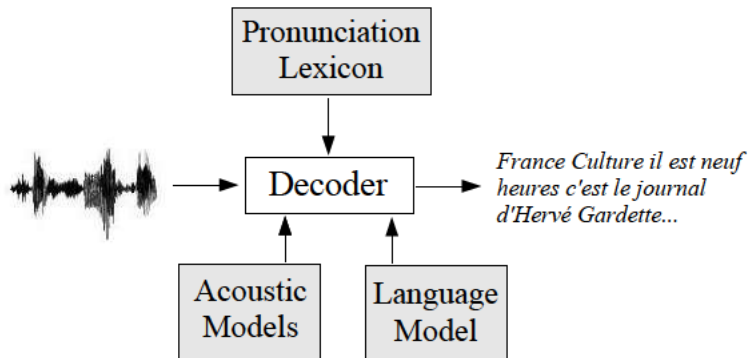 Pronunciation
Lexicon
Decoder
France Culture il est neuf
heures c'est le journal
d'Hervé Gardette...
Acoustic
Models
Language
Model